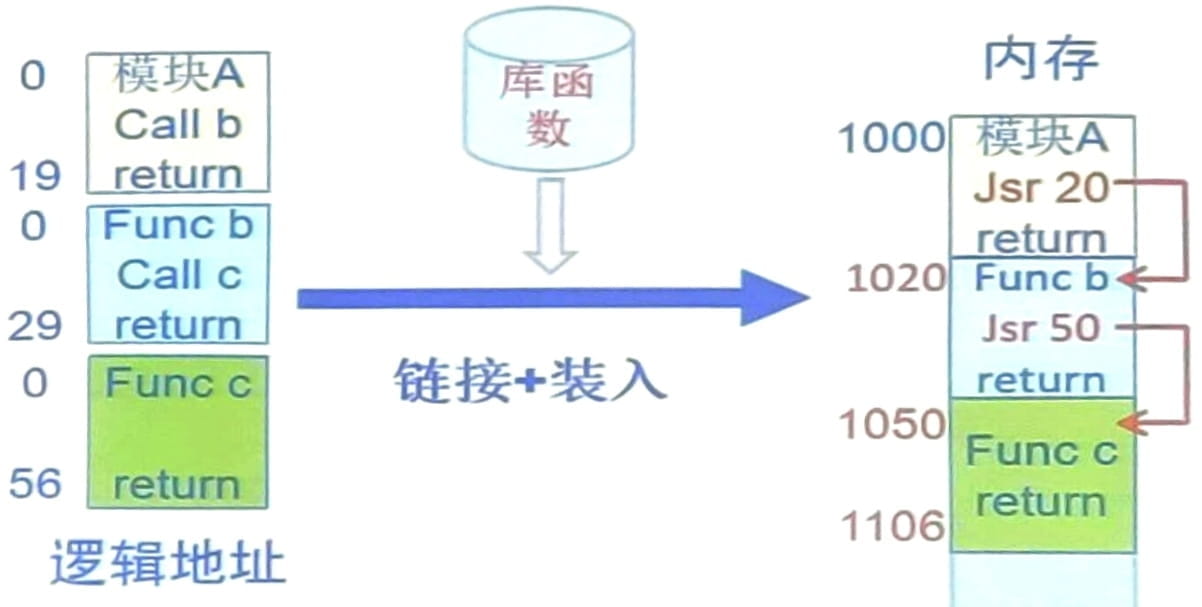 0
模块A
Call b
19
return
0
Func b
Call c
29
return
0
Func c
56
return
逻辑地址
库函
数
链接+装入
内存
1000
模块A
Jsr 20
return
1020
Func b
Jsr 50
return
1050
Func c
return
1106